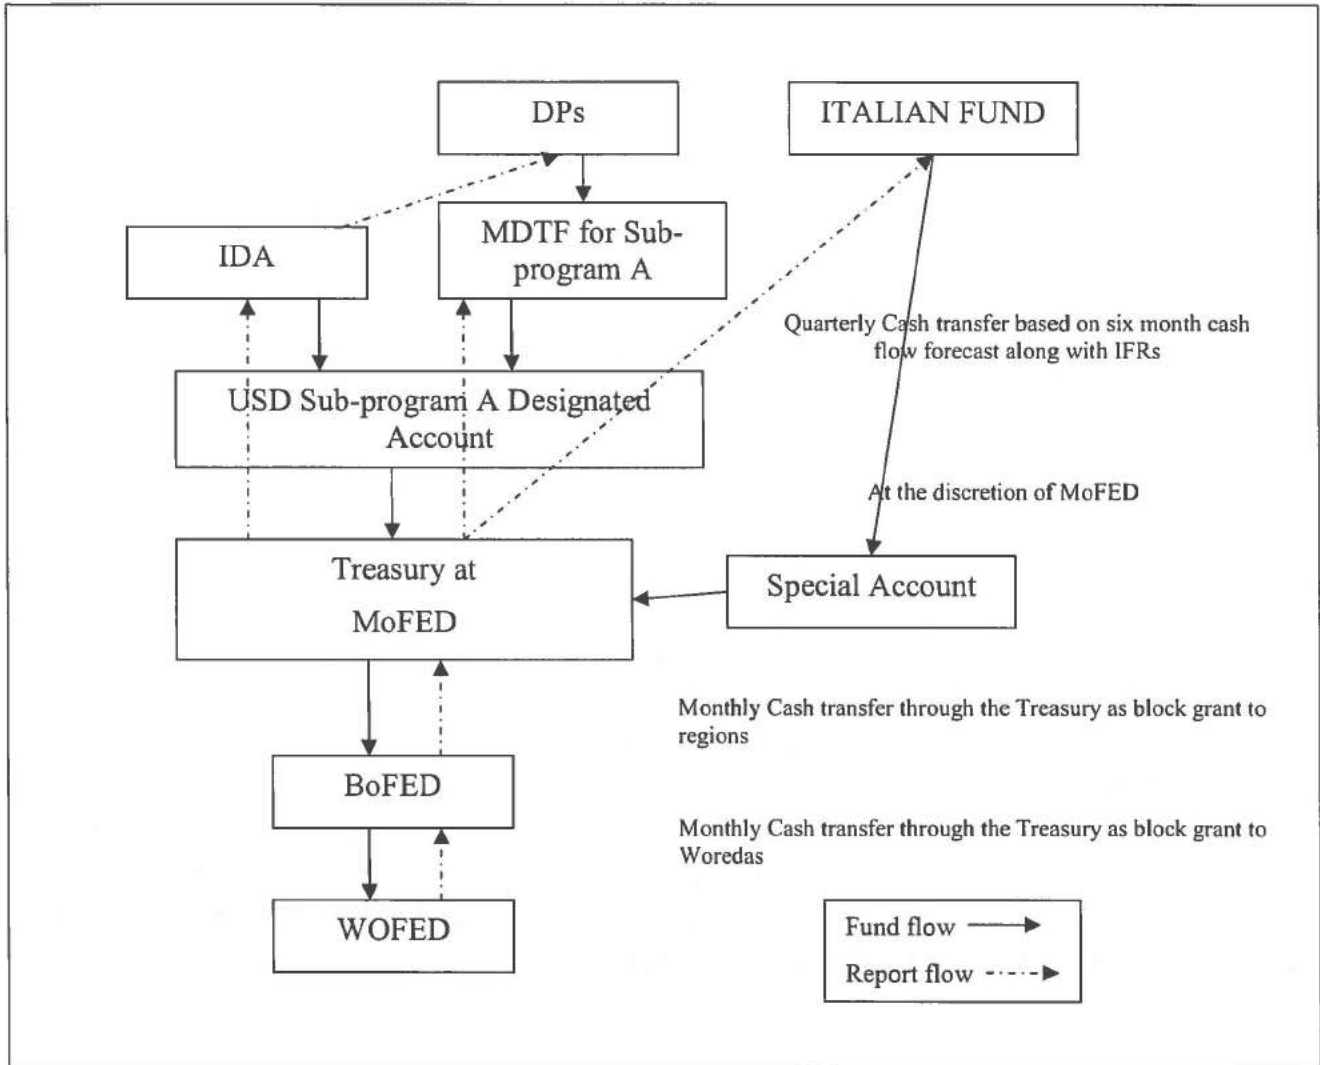 DPs
ITALIAN FUND
IDA
MDTF for Sub-
program A
Quarterly Cash transfer based on six month cash
flow forecast along with IFRs
USD Sub-program A Designated
Account
At the discretion of MoFED
Treasury at
MoFED
Special Account
Monthly Cash transfer through the Treasury as block grant to
regions
BoFED
Monthly Cash transfer through the Treasury as block grant to
Woredas
WOFED
Fund flow
Report flow